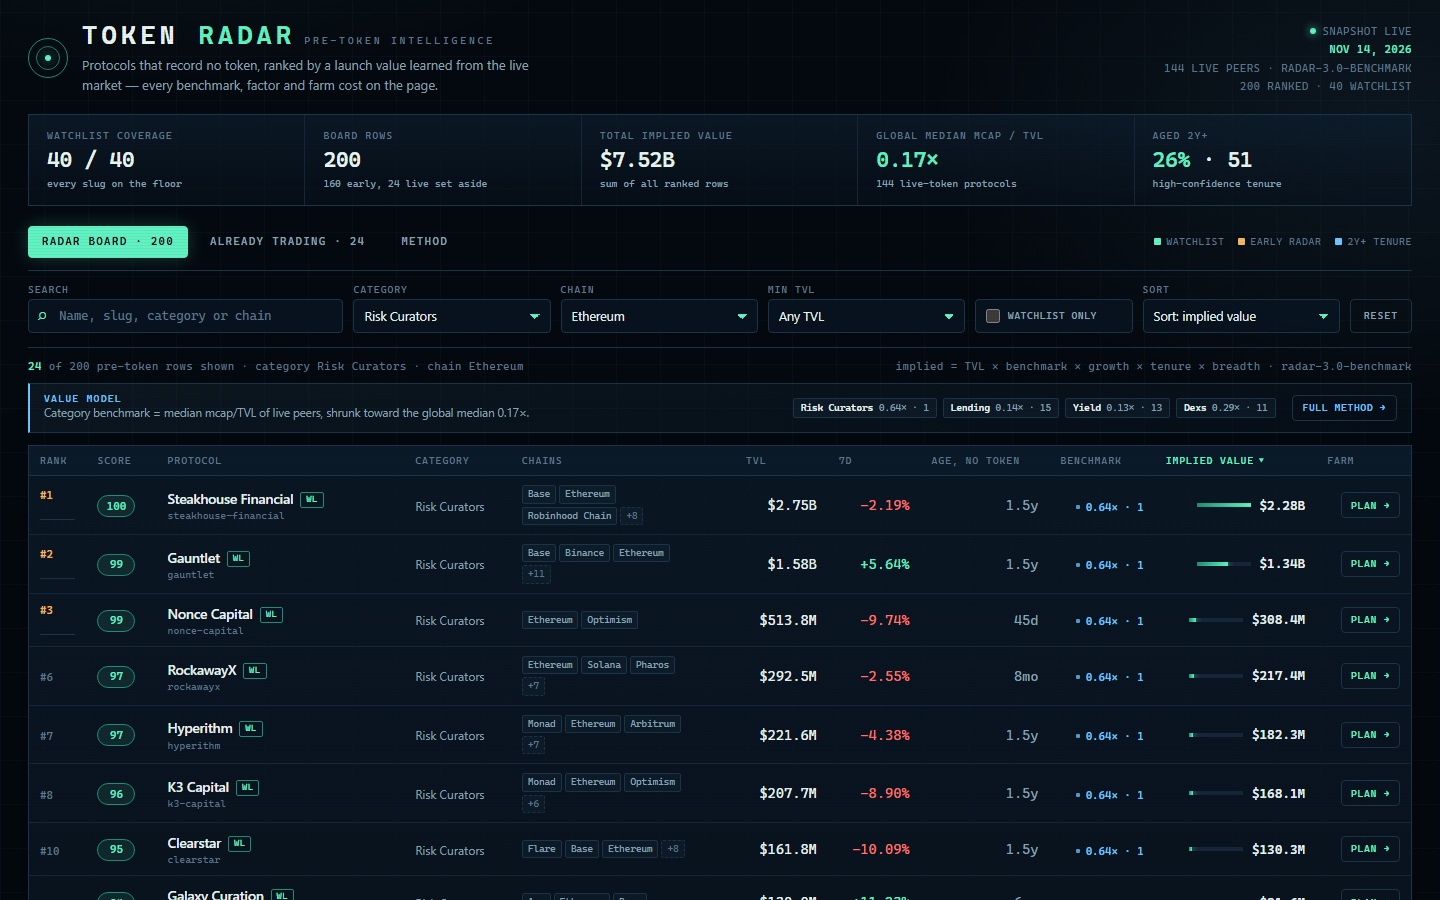 TOKEN RADAR PRE-TOKEN INTELLIGENCE
Protocols that record no token, ranked by a launch value learned from the live
market — every benchmark, factor and farm cost on the page.
SNAPSHOT LIVE
NOV 14, 2026
144 LIVE PEERS · RADAR-3.0-BENCHMARK
200 RANKED · 40 WATCHLIST
WATCHLIST COVERAGE
40 / 40
every slug on the floor
BOARD ROWS
200
160 early, 24 live set aside
TOTAL IMPLIED VALUE
$7.52B
sum of all ranked rows
GLOBAL MEDIAN MCAP / TVL
0.17×
144 live-token protocols
AGED 2Y+
26% · 51
high-confidence tenure
RADAR BOARD · 200 ALREADY TRADING · 24 METHOD
WATCHLIST EARLY RADAR 2Y+ TENURE
SEARCH CATEGORY CHAIN MIN TVL SORT
Name, slug, category or chain Risk Curators Ethereum Any TVL WATCHLIST ONLY Sort: implied value RESET
24 of 200 pre-token rows shown · category Risk Curators · chain Ethereum
implied = TVL × benchmark × growth × tenure × breadth · radar-3.0-benchmark
VALUE MODEL
Category benchmark = median mcap/TVL of live peers, shrunk toward the global median 0.17×.
Risk Curators 0.64× · 1 Lending 0.14× · 15 Yield 0.13× · 13 Dexs 0.29× · 11 FULL METHOD →
RANK SCORE PROTOCOL CATEGORY CHAINS TVL 7D AGE, NO TOKEN BENCHMARK IMPLIED VALUE ▼ FARM
#1 100 Steakhouse Financial WL Risk Curators Base Ethereum $2.75B −2.19% 1.5y 0.64× · 1 $2.28B PLAN →
steakhouse-financial Robinhood Chain +8
#2 99 Gauntlet WL Risk Curators Base Binance Ethereum $1.58B +5.64% 1.5y 0.64× · 1 $1.34B PLAN →
gauntlet +11
#3 99 Nonce Capital WL Risk Curators Ethereum Optimism $513.8M −9.74% 45d 0.64× · 1 $308.4M PLAN →
nonce-capital
#6 97 RockawayX WL Risk Curators Ethereum Solana Pharos $292.5M −2.55% 8mo 0.64× · 1 $217.4M PLAN →
rockawayx +7
#7 97 Hyperithm WL Risk Curators Monad Ethereum Arbitrum $221.6M −4.38% 1.5y 0.64× · 1 $182.3M PLAN →
hyperithm +7
#8 96 K3 Capital WL Risk Curators Monad Ethereum Optimism $207.7M −8.90% 1.5y 0.64× · 1 $168.1M PLAN →
k3-capital +6
#10 95 Clearstar WL Risk Curators Flare Base Ethereum +8 $161.8M −10.09% 1.5y 0.64× · 1 $130.3M PLAN →
clearstar
Galaxy Curation WL